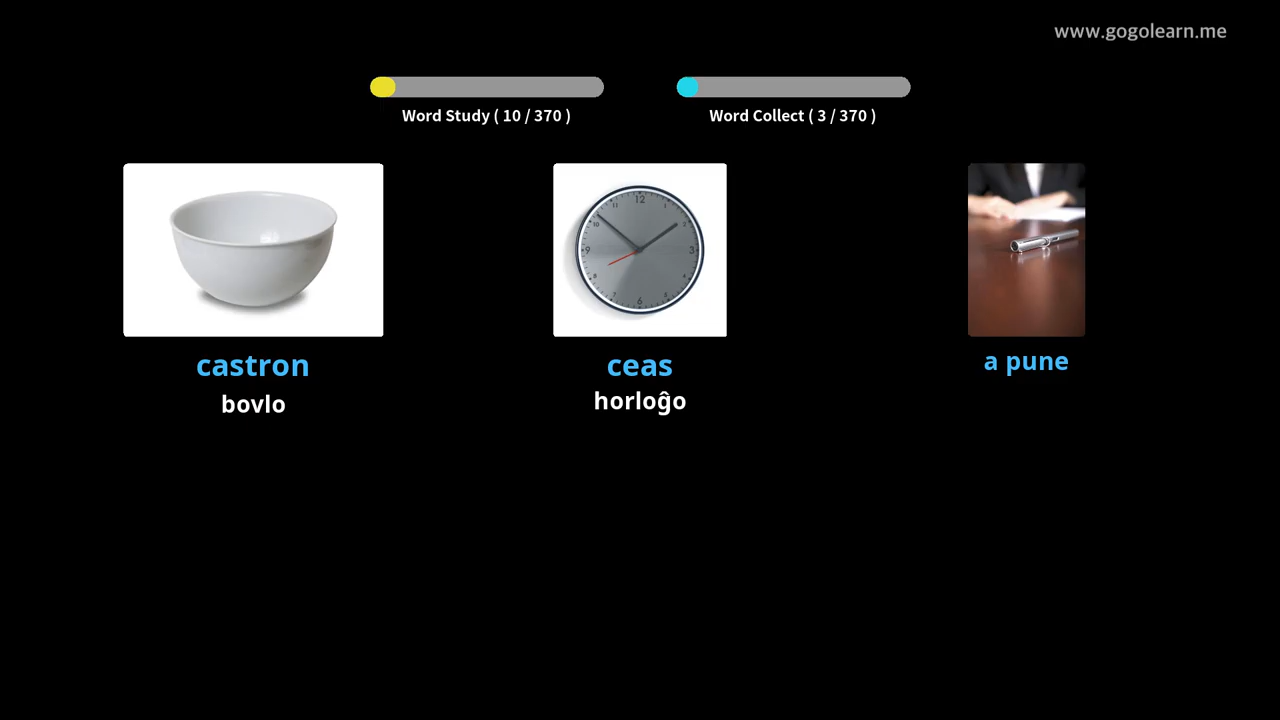 www.gogolearn.me
Word Study ( 10 / 370 )
Word Collect ( 3 / 370 )
castron
bovlo
ceas
horloĝo
a pune